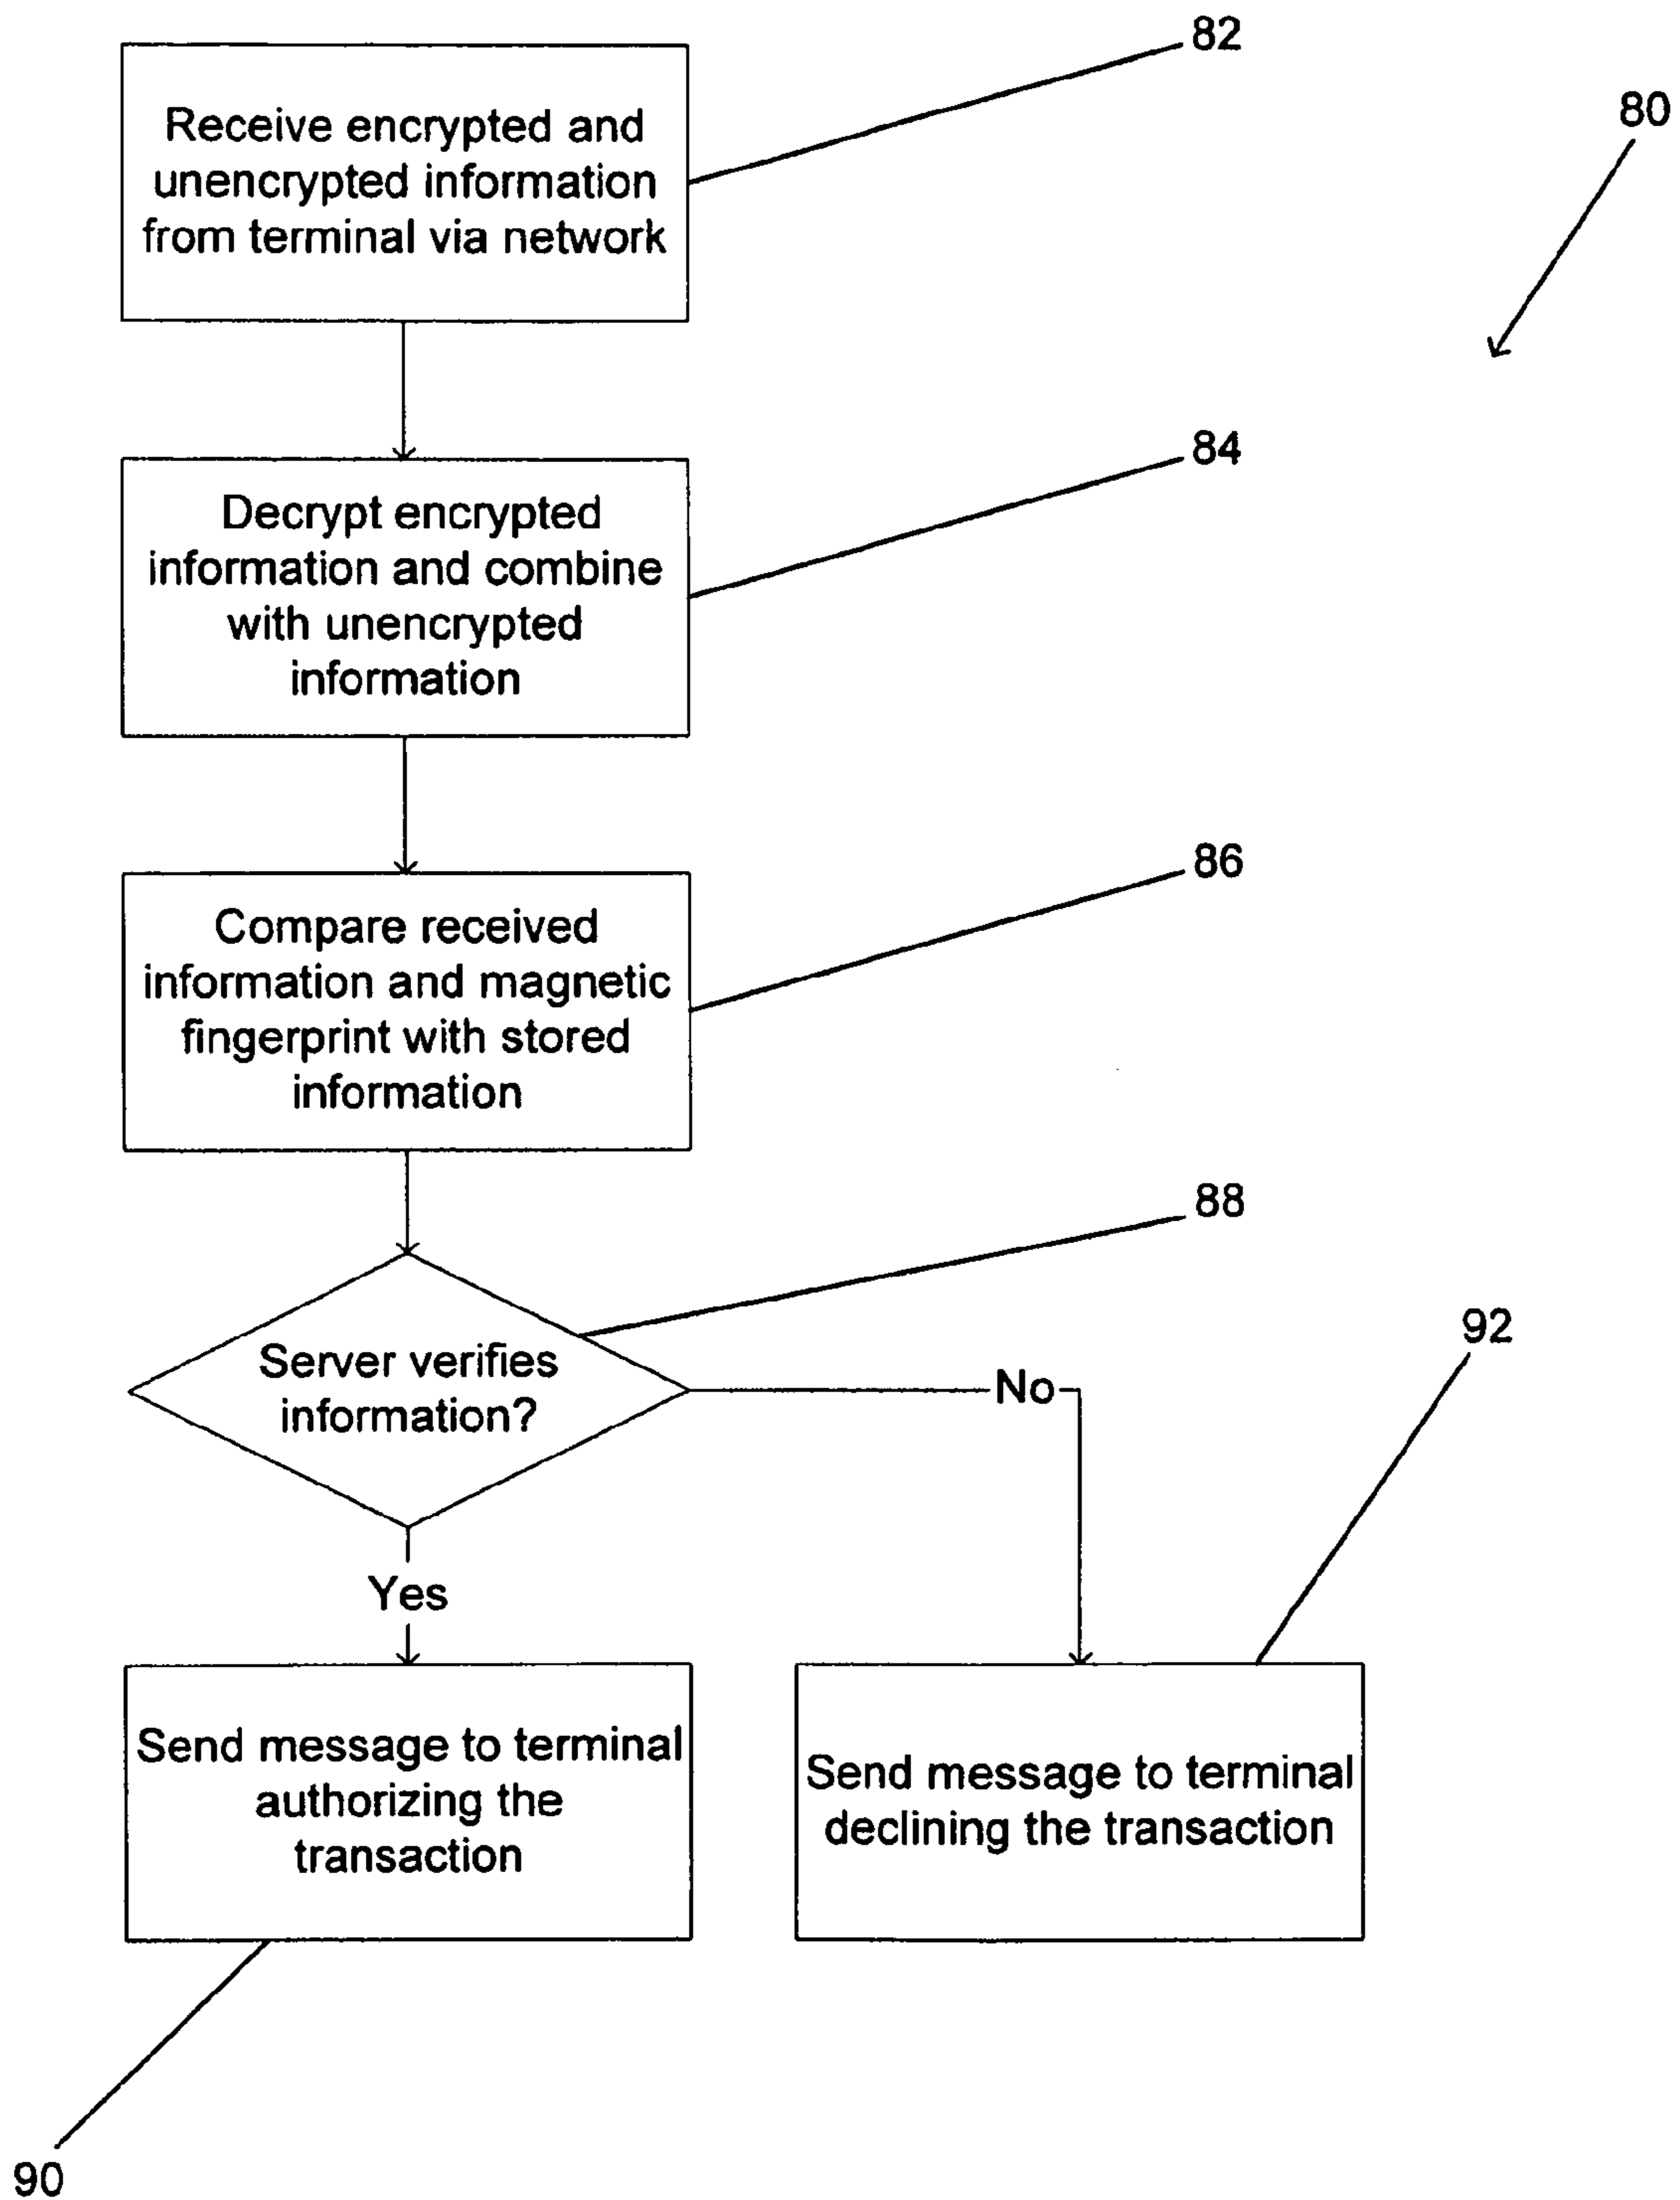 82
80
Receive encrypted and
unencrypted information
from terminal via network
84
Decrypt encrypted
information and combine
with unencrypted
information
86
Compare received
information and magnetic
fingerprint with stored
information
88
Server verifies
information?
No
92
Yes
Send message to terminal
authorizing the
transaction
Send message to terminal
declining the transaction
90